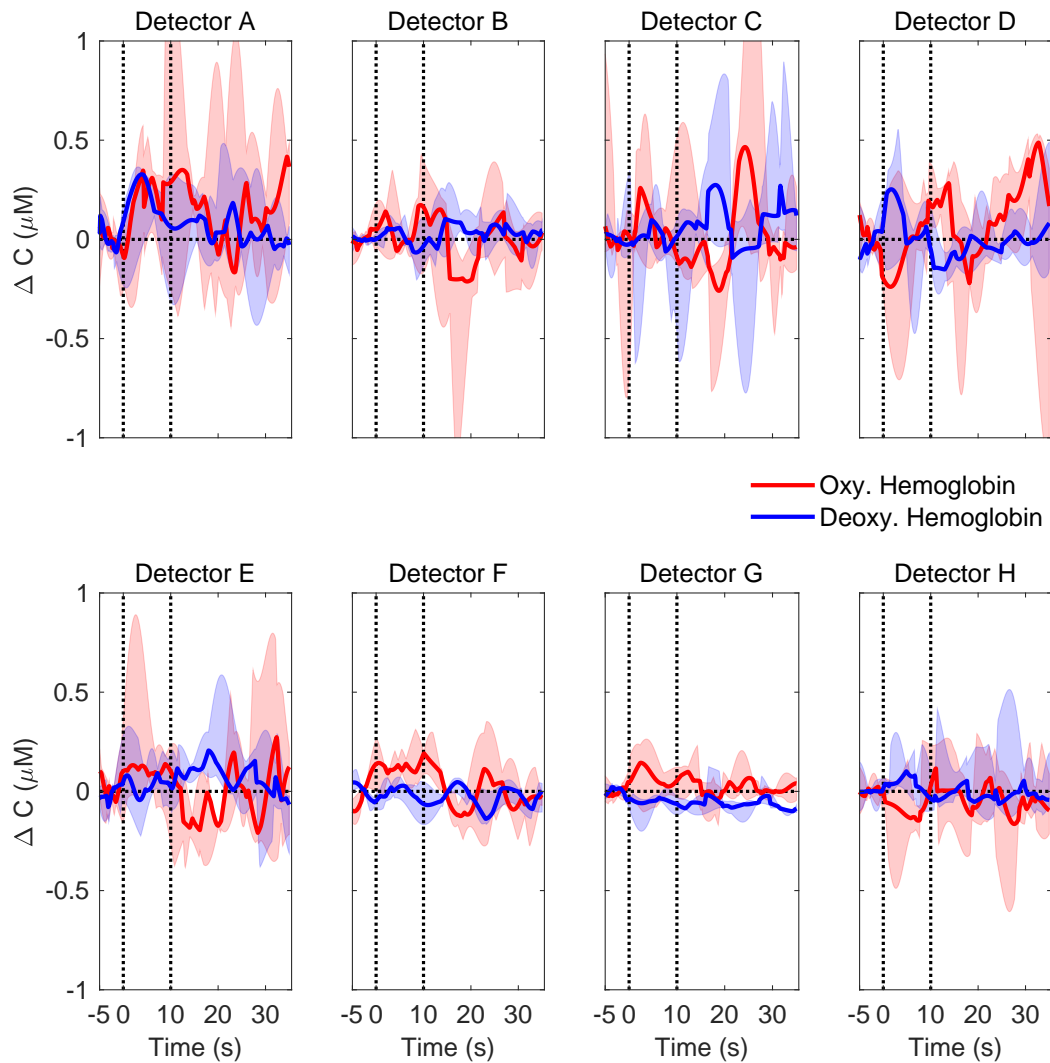 Detector A
Detector B
Detector C
Detector D
1
0.5
0
-0.5
-1
Δ C (μM)
Oxy. Hemoglobin
Deoxy. Hemoglobin
Detector E
Detector F
Detector G
Detector H
1
0.5
0
-0.5
-1
Δ C (μM)
-5 0 10 20 30
-5 0 10 20 30
-5 0 10 20 30
-5 0 10 20 30
Time (s)
Time (s)
Time (s)
Time (s)